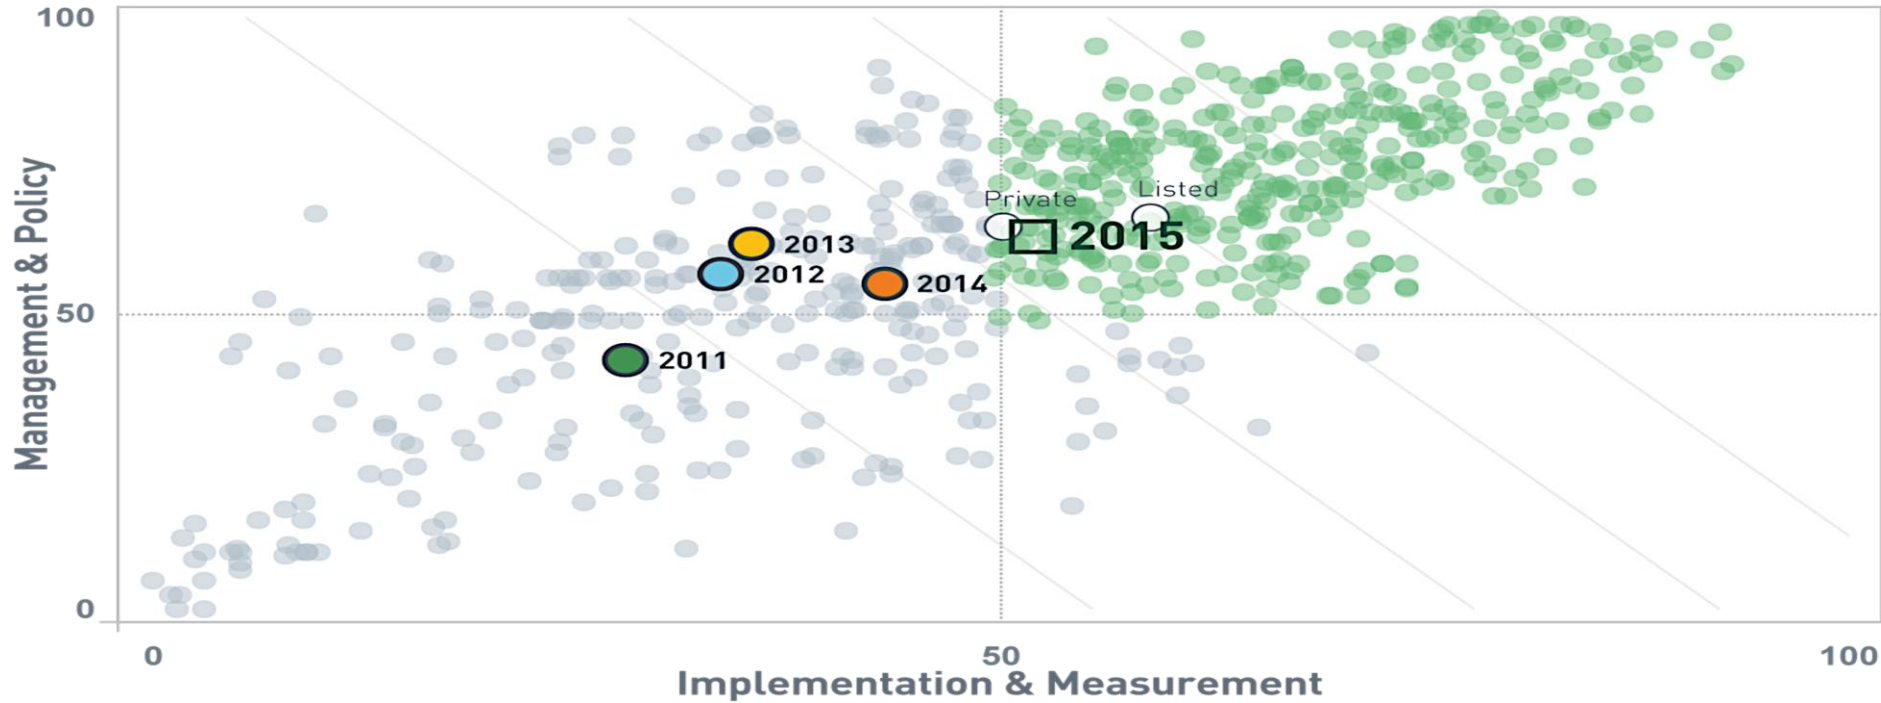 100
Management & Policy
Private
Listed
2015
2013
2012
2014
50
2011
0
0
50
100
Implementation & Measurement